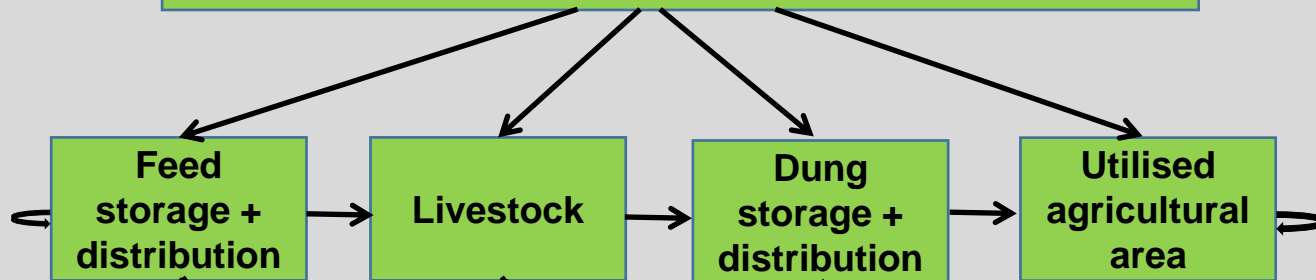 Feed
storage +
distribution
Livestock
Dung
storage +
distribution
Utilised
agricultural
area